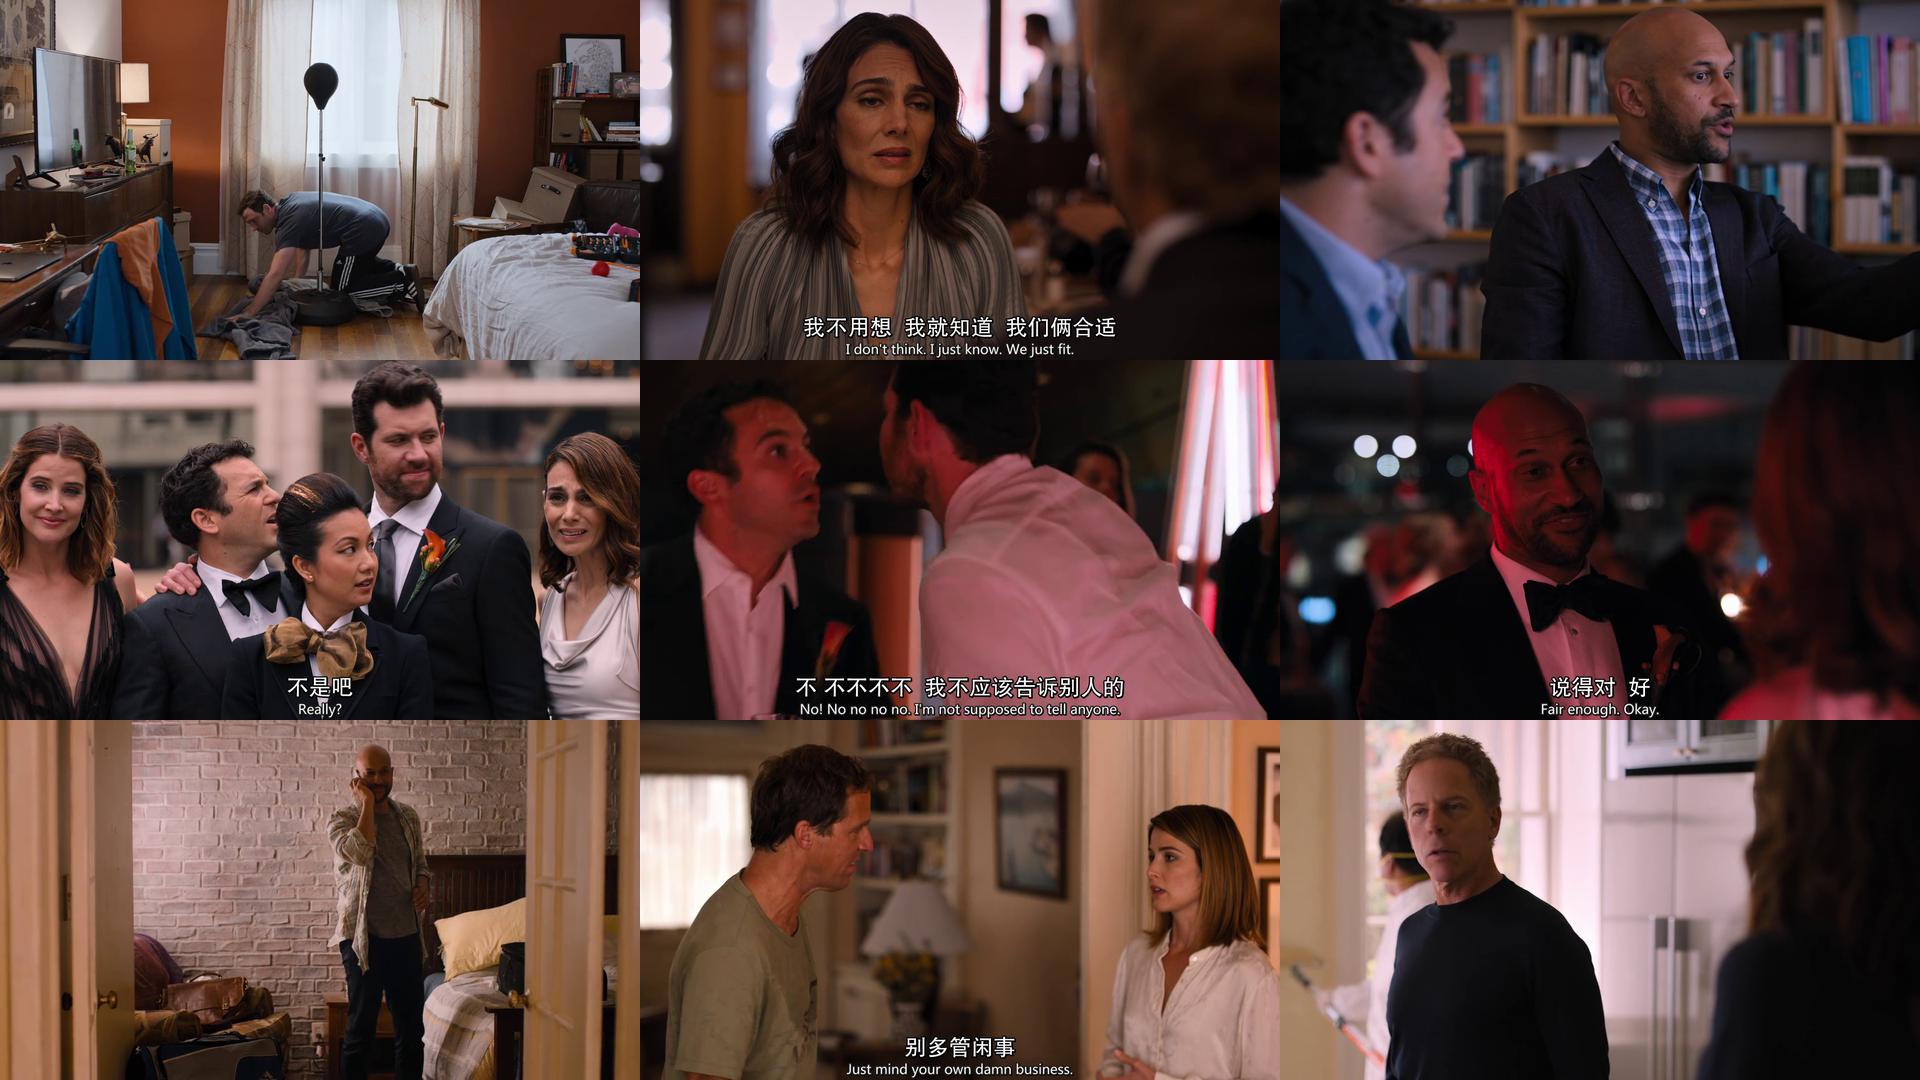 我不用想 我就知道 我们俩合适
I don't think. I just know. We just fit.
不是吧
Really?
不 不不不不 我不应该告诉别人的
No! No no no no. I'm not supposed to tell anyone.
说得对 好
Fair enough. Okay.
别多管闲事
Just mind your own damn business.